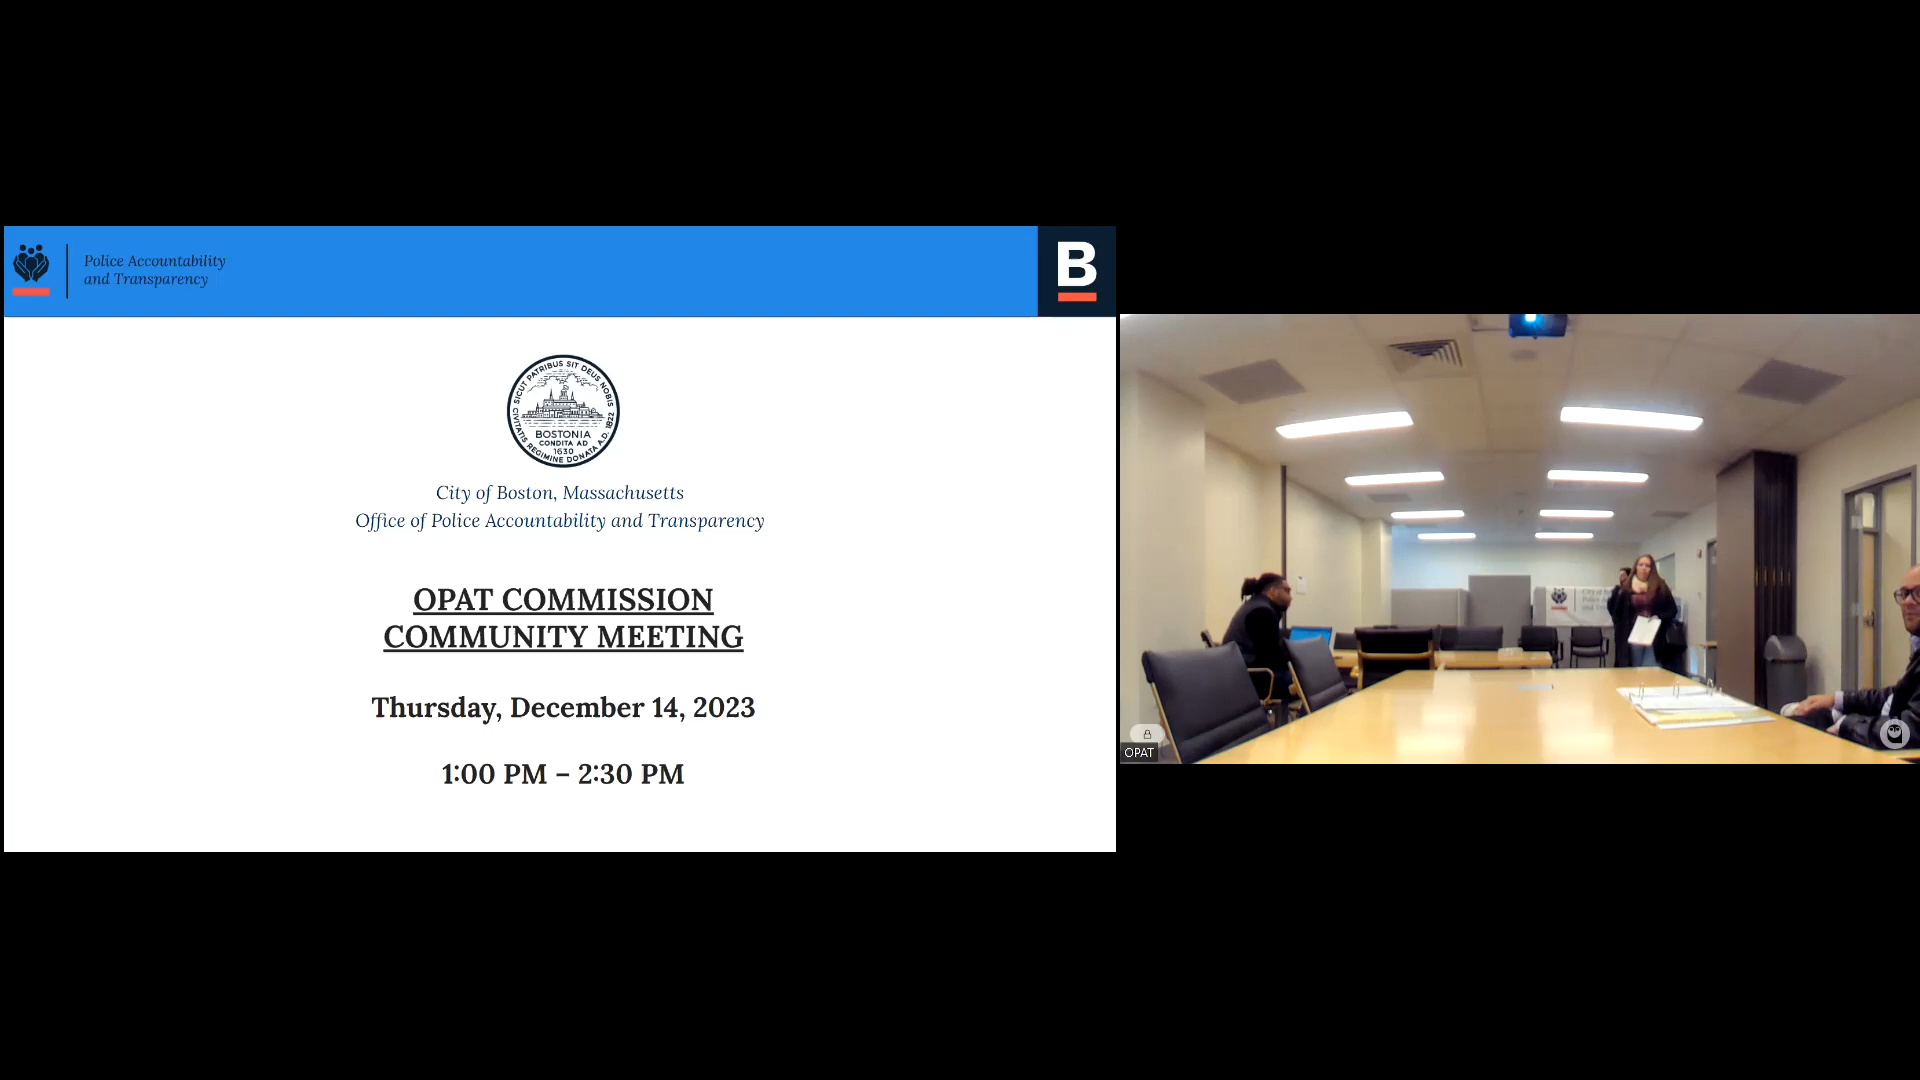 Police Accountability
and Transparency
B
SICUT PATRIBUS SIT DEUS NOBIS
CIVITATIS REGIMINE DONATA A.D. 1822
BOSTONIA
CONDITA AD
1630
City of Boston, Massachusetts
Office of Police Accountability and Transparency
OPAT COMMISSION
COMMUNITY MEETING
Thursday, December 14, 2023
1:00 PM – 2:30 PM
OPAT